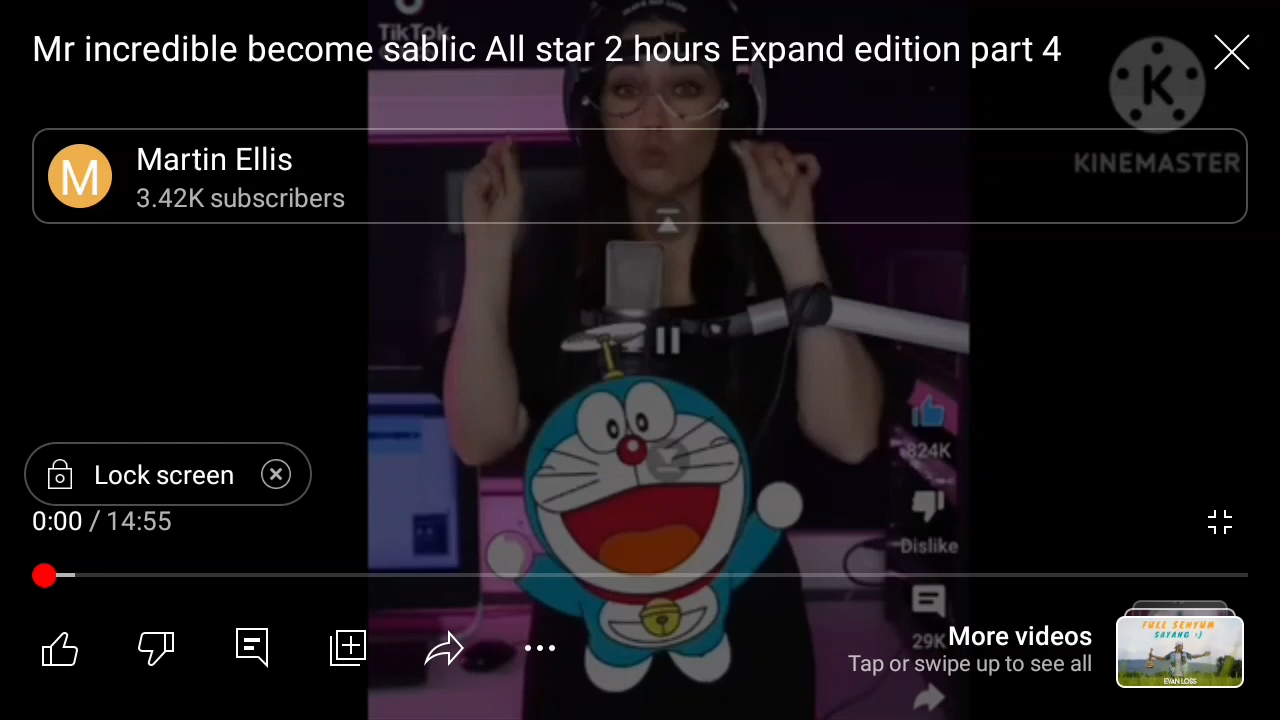 TikTok
Mr incredible become sablic All star 2 hours Expand edition part 4
K
KINEMASTER
M
Martin Ellis
3.42K subscribers
Lock screen
0:00 / 14:55
824K
Dislike
29K
More videos
Tap or swipe up to see all
FULL SENYUM
SAYANG :)
EVAN LOSS